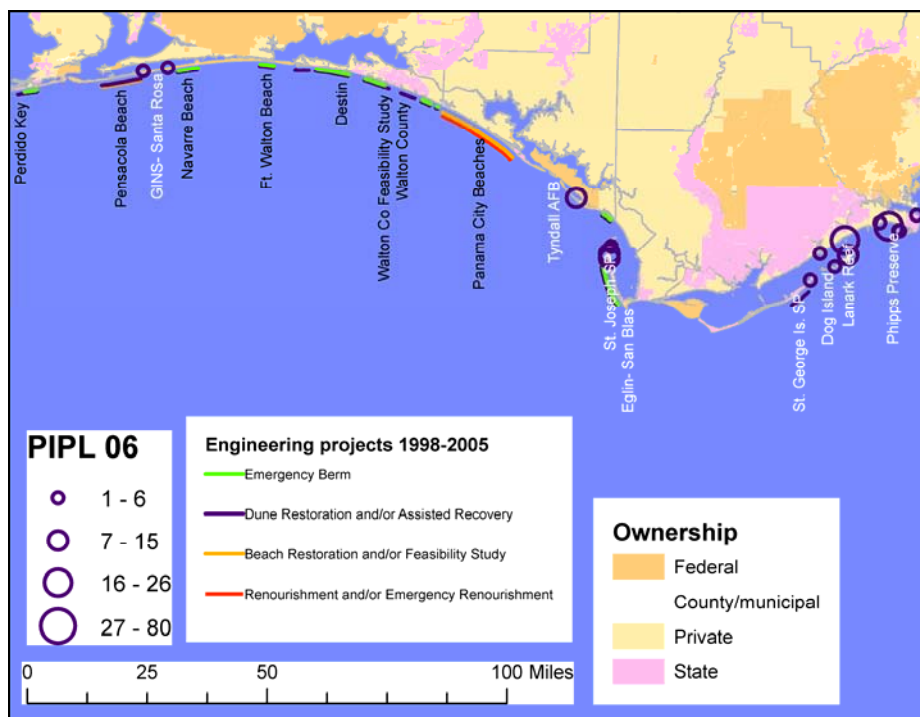 Perdido Key
Pensacola Beach
GINS- Santa Rosa
Navarre Beach
Ft. Walton Beach
Destin
Walton Co Feasibility Study
Walton County
Panama City Beaches
Tyndall AFB
St. Joseph SP
Eglin- San Blas
St. George Is. SP
Dog Island
Lanark Reef
Phipps Preserve
PIPL 06
1 - 6
7 - 15
16 - 26
27 - 80
Engineering projects 1998-2005
Emergency Berm
Dune Restoration and/or Assisted Recovery
Beach Restoration and/or Feasibility Study
Renourishment and/or Emergency Renourishment
Ownership
Federal
County/municipal
Private
State
0 25 50 100 Miles